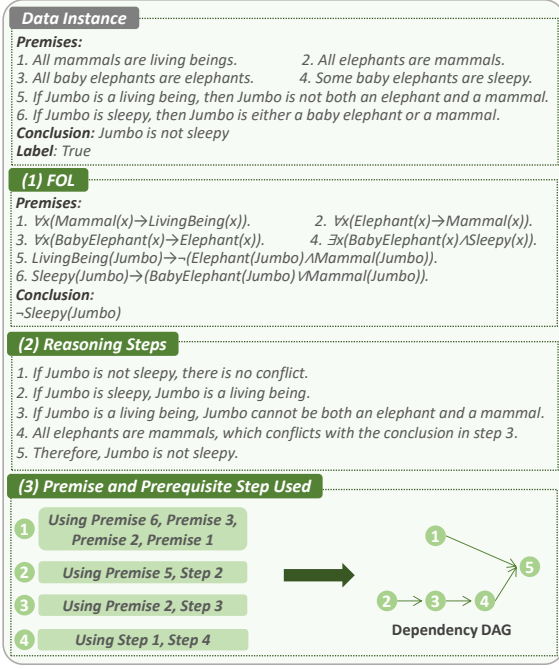 Data Instance
Premises:
1. All mammals are living beings. 2. All elephants are mammals.
3. All baby elephants are elephants. 4. Some baby elephants are sleepy.
5. If Jumbo is a living being, then Jumbo is not both an elephant and a mammal.
6. If Jumbo is sleepy, then Jumbo is either a baby elephant or a mammal.
Conclusion: Jumbo is not sleepy
Label: True
(1) FOL
Premises:
1. ∀x(Mammal(x)→LivingBeing(x)). 2. ∀x(Elephant(x)→Mammal(x)).
3. ∀x(BabyElephant(x)→Elephant(x)). 4. ∃x(BabyElephant(x)∧Sleepy(x)).
5. LivingBeing(Jumbo)→¬(Elephant(Jumbo)∧Mammal(Jumbo)).
6. Sleepy(Jumbo)→(BabyElephant(Jumbo)∨Mammal(Jumbo)).
Conclusion:
¬Sleepy(Jumbo)
(2) Reasoning Steps
1. If Jumbo is not sleepy, there is no conflict.
2. If Jumbo is sleepy, Jumbo is a living being.
3. If Jumbo is a living being, Jumbo cannot be both an elephant and a mammal.
4. All elephants are mammals, which conflicts with the conclusion in step 3.
5. Therefore, Jumbo is not sleepy.
(3) Premise and Prerequisite Step Used
1 Using Premise 6, Premise 3,
Premise 2, Premise 1
2 Using Premise 5, Step 2
3 Using Premise 2, Step 3
4 Using Step 1, Step 4
1
5
2 3 4
Dependency DAG